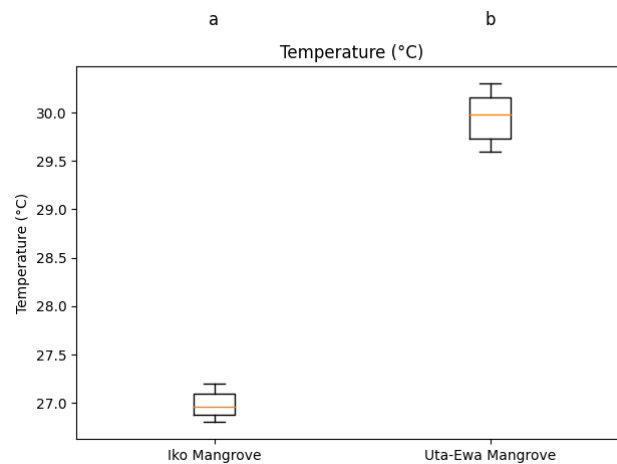 a b
Temperature (°C)
Temperature (°C)
30.0
29.5
29.0
28.5
28.0
27.5
27.0
Iko Mangrove Uta-Ewa Mangrove